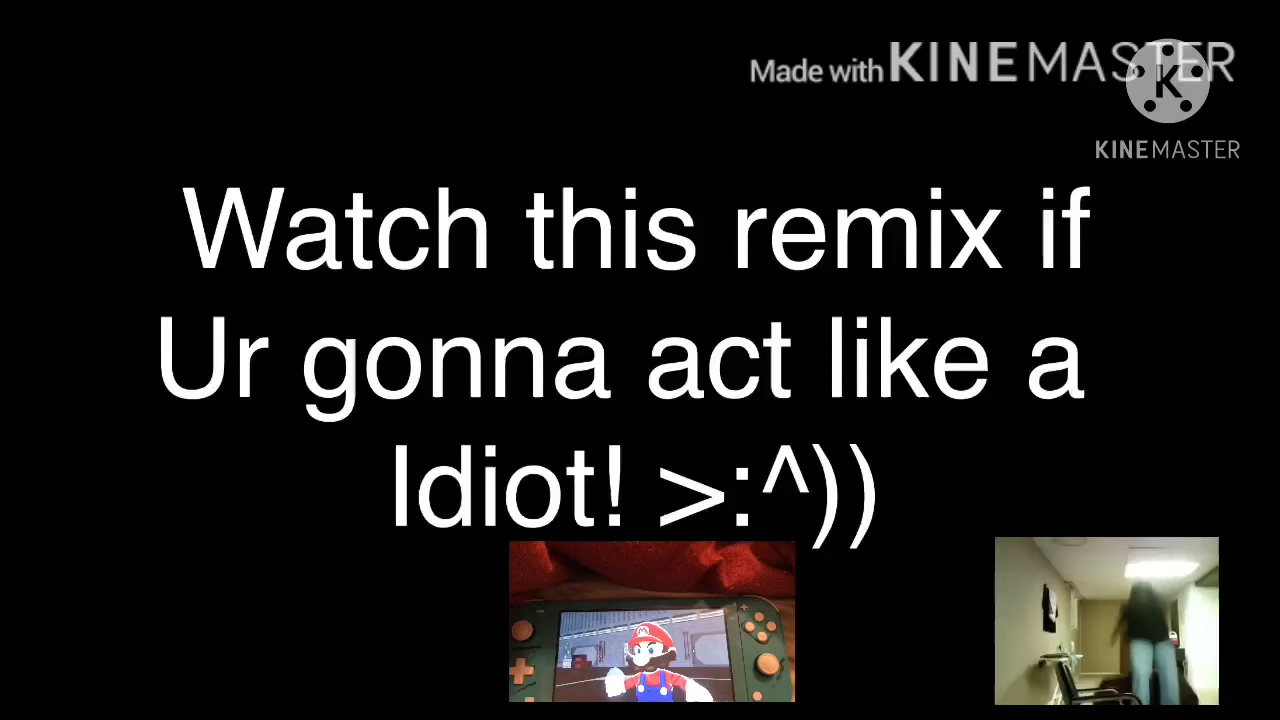 Made with KINEMASTER
K
KINEMASTER
Watch this remix if
Ur gonna act like a
Idiot! >:^))
M